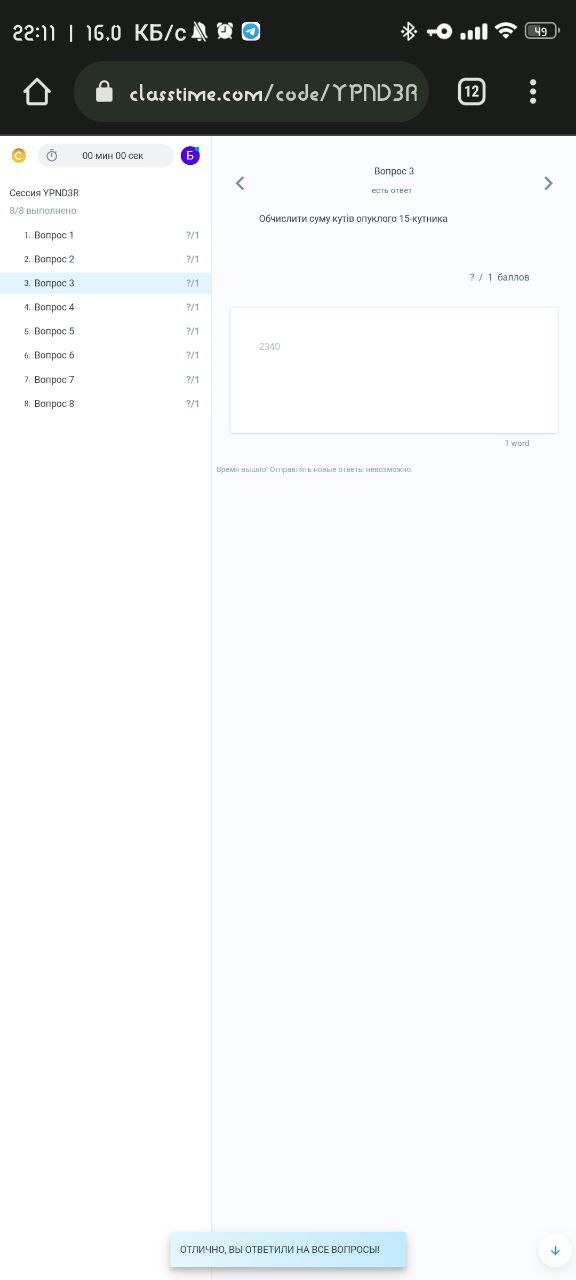 22:11 | 16.0 КБ/с 49
classtime.com/code/YPND3R 12
00 мин 00 сек Б
Сессия YPND3R
8/8 выполнено
1. Вопрос 1 ?/1
2. Вопрос 2 ?/1
3. Вопрос 3 ?/1
4. Вопрос 4 ?/1
5. Вопрос 5 ?/1
6. Вопрос 6 ?/1
7. Вопрос 7 ?/1
8. Вопрос 8 ?/1
Вопрос 3
есть ответ
Обчислити суму кутів опуклого 15-кутника
? / 1 баллов
2340
1 word
Время вышло! Отправлять новые ответы невозможно.
ОТЛИЧНО, ВЫ ОТВЕТИЛИ НА ВСЕ ВОПРОСЫ!